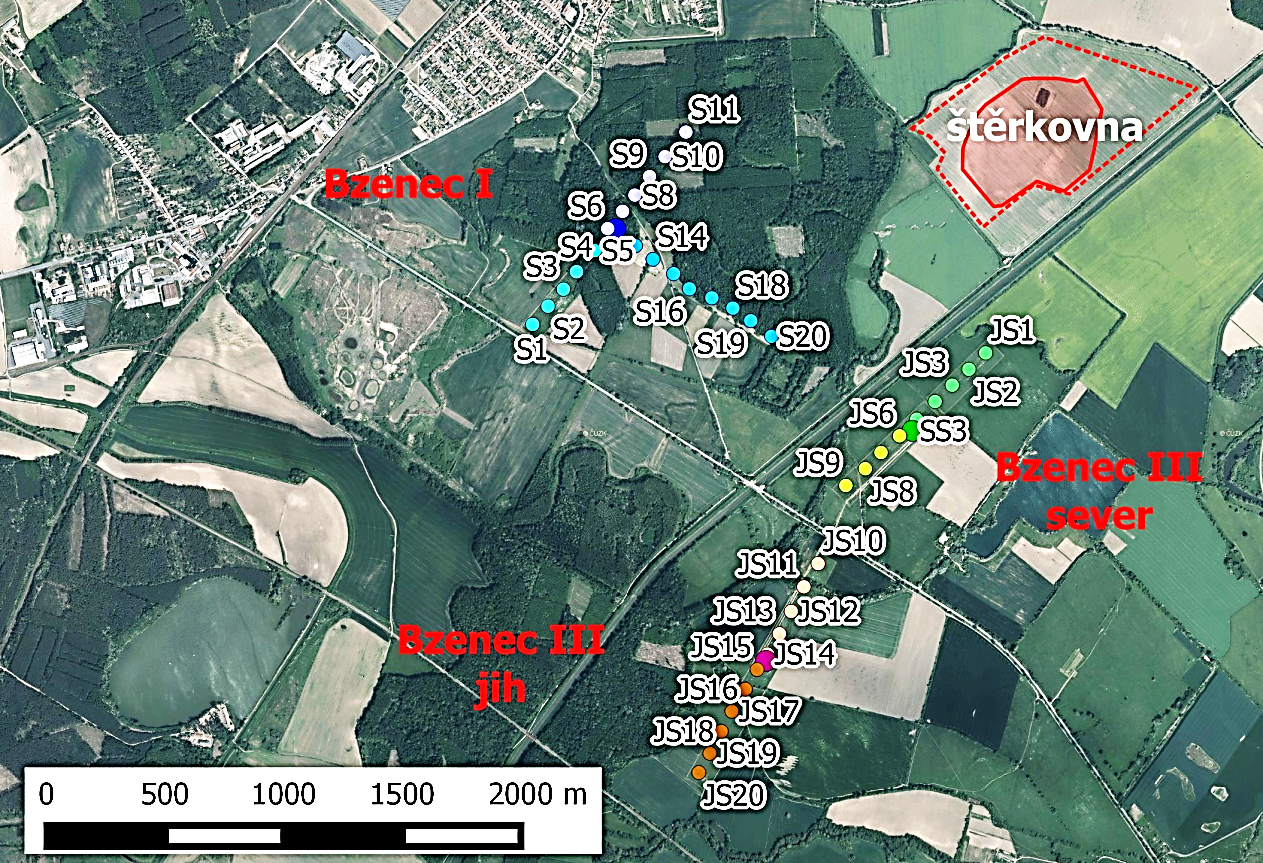 S11
štěrkovna
S9
S10
Bzenec I
S8
S6
S14
S4
S5
S3
S18
S16
S2
S19
S20
S1
JS1
JS3
JS2
JS6
SS3
JS9
Bzenec III
sever
JS8
© ČÚZK
© ČÚZK
JS10
JS11
JS13
JS12
Bzenec III
jih
JS15
JS14
JS16
JS17
JS18
JS19
JS20
0 500 1000 1500 2000 m